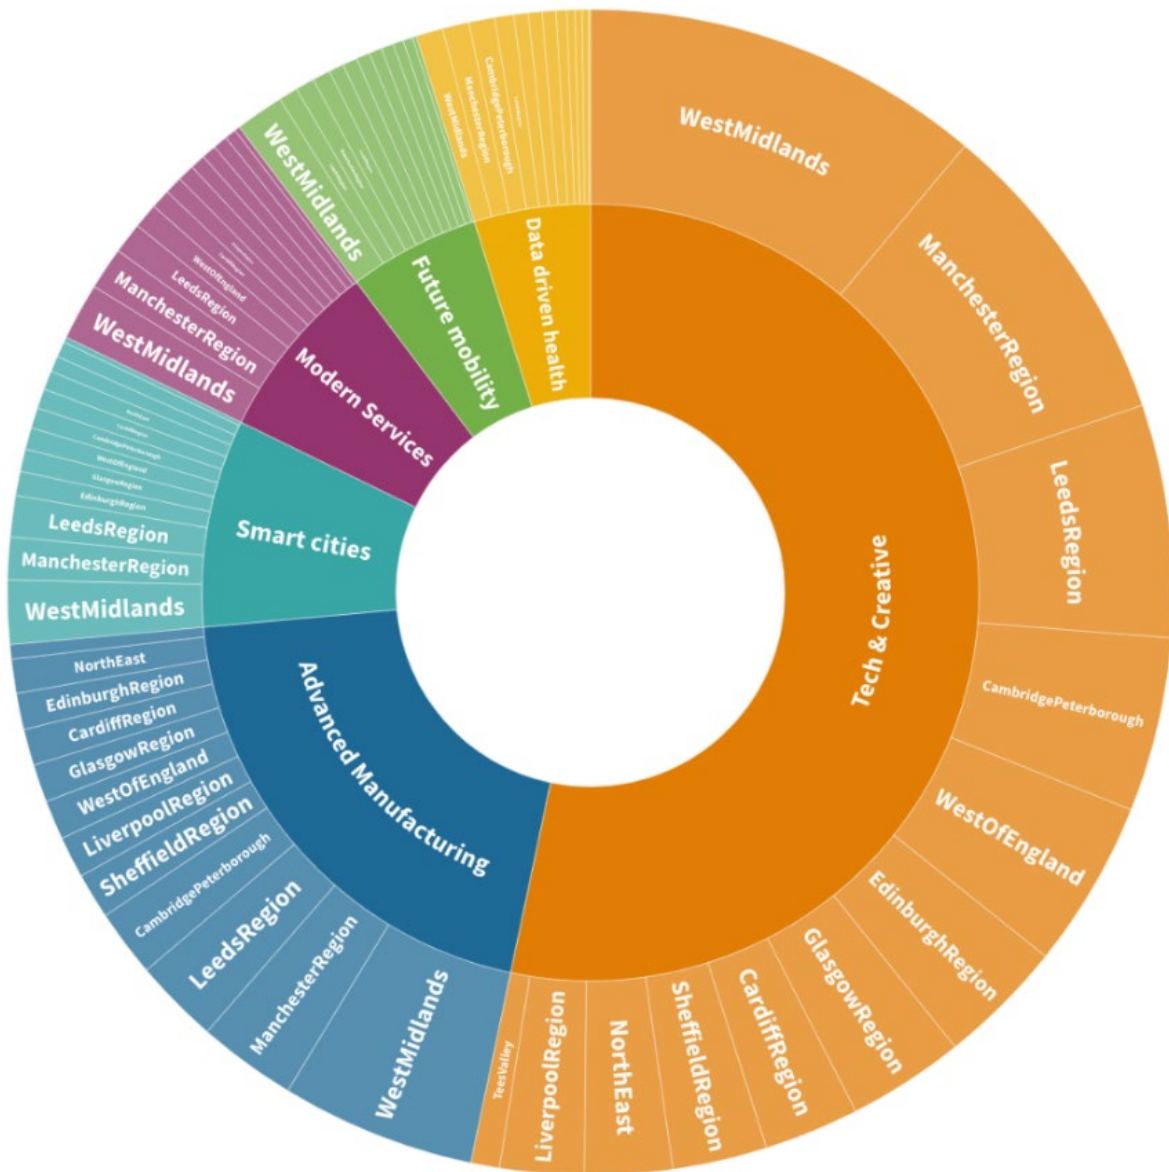 Tech & Creative
WestMidlands
ManchesterRegion
LeedsRegion
CambridgePeterborough
WestOfEngland
EdinburghRegion
GlasgowRegion
CardiffRegion
SheffieldRegion
NorthEast
LiverpoolRegion
TeesValley
Advanced Manufacturing
WestMidlands
ManchesterRegion
LeedsRegion
CambridgePeterborough
SheffieldRegion
LiverpoolRegion
WestOfEngland
GlasgowRegion
CardiffRegion
EdinburghRegion
NorthEast
Smart cities
WestMidlands
ManchesterRegion
LeedsRegion
EdinburghRegion
GlasgowRegion
WestOfEngland
CambridgePeterborough
Modern Services
WestMidlands
ManchesterRegion
LeedsRegion
WestOfEngland
CardiffRegion
Future mobility
WestMidlands
Data driven health
WestMidlands
ManchesterRegion
CambridgePeterborough